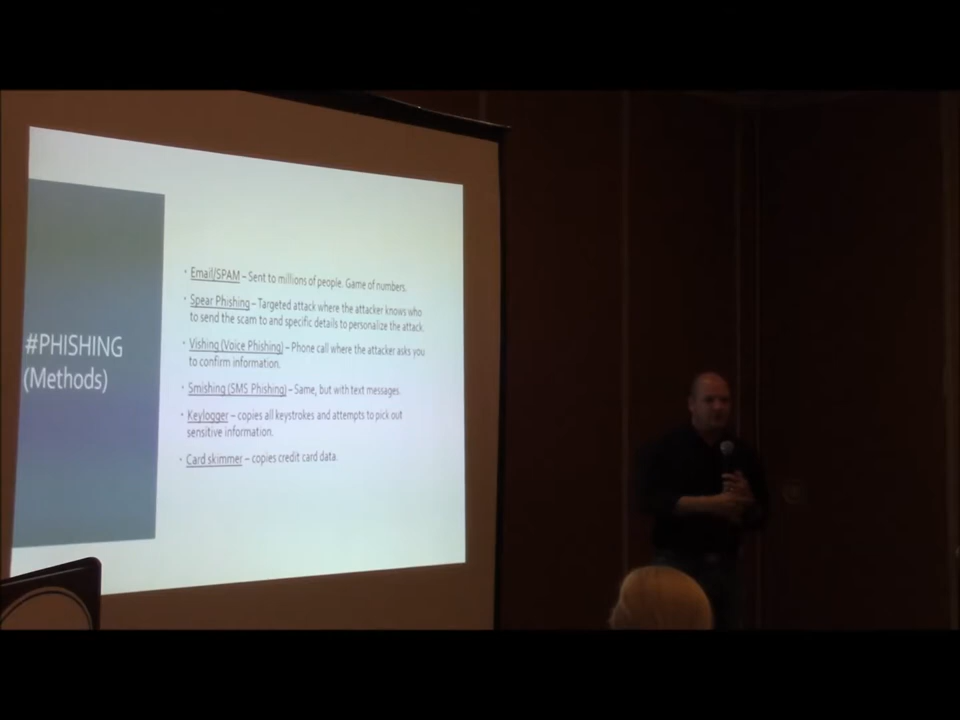 #PHISHING
(Methods)
• Email/SPAM – Sent to millions of people. Game of numbers.
• Spear Phishing – Targeted attack where the attacker knows who
to send the scam to and specific details to personalize the attack.
• Vishing (Voice Phishing) – Phone call where the attacker asks you
to confirm information.
• Smishing (SMS Phishing) – Same, but with text messages.
• Keylogger – copies all keystrokes and attempts to pick out
sensitive information.
• Card skimmer – copies credit card data.